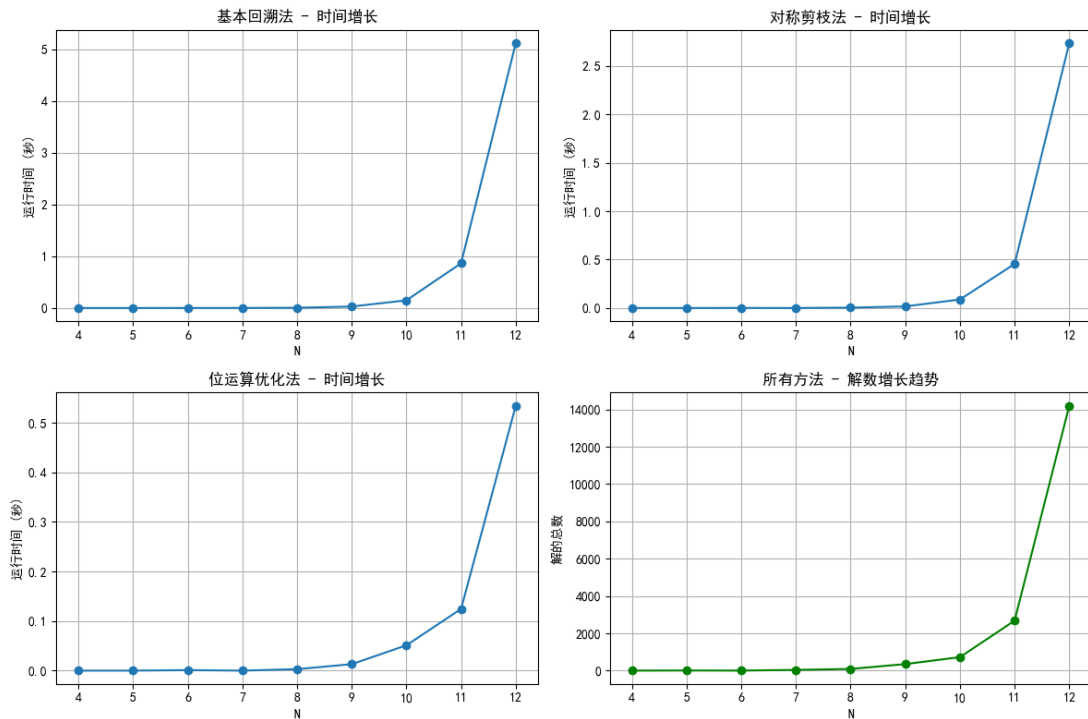 基本回溯法 - 时间增长
运行时间 (秒)
5
4
3
2
1
0
4 5 6 7 8 9 10 11 12
N
对称剪枝法 - 时间增长
运行时间 (秒)
2.5
2.0
1.5
1.0
0.5
0.0
4 5 6 7 8 9 10 11 12
N
位运算优化法 - 时间增长
运行时间 (秒)
0.5
0.4
0.3
0.2
0.1
0.0
4 5 6 7 8 9 10 11 12
N
所有方法 - 解数增长趋势
解的总数
14000
12000
10000
8000
6000
4000
2000
0
4 5 6 7 8 9 10 11 12
N